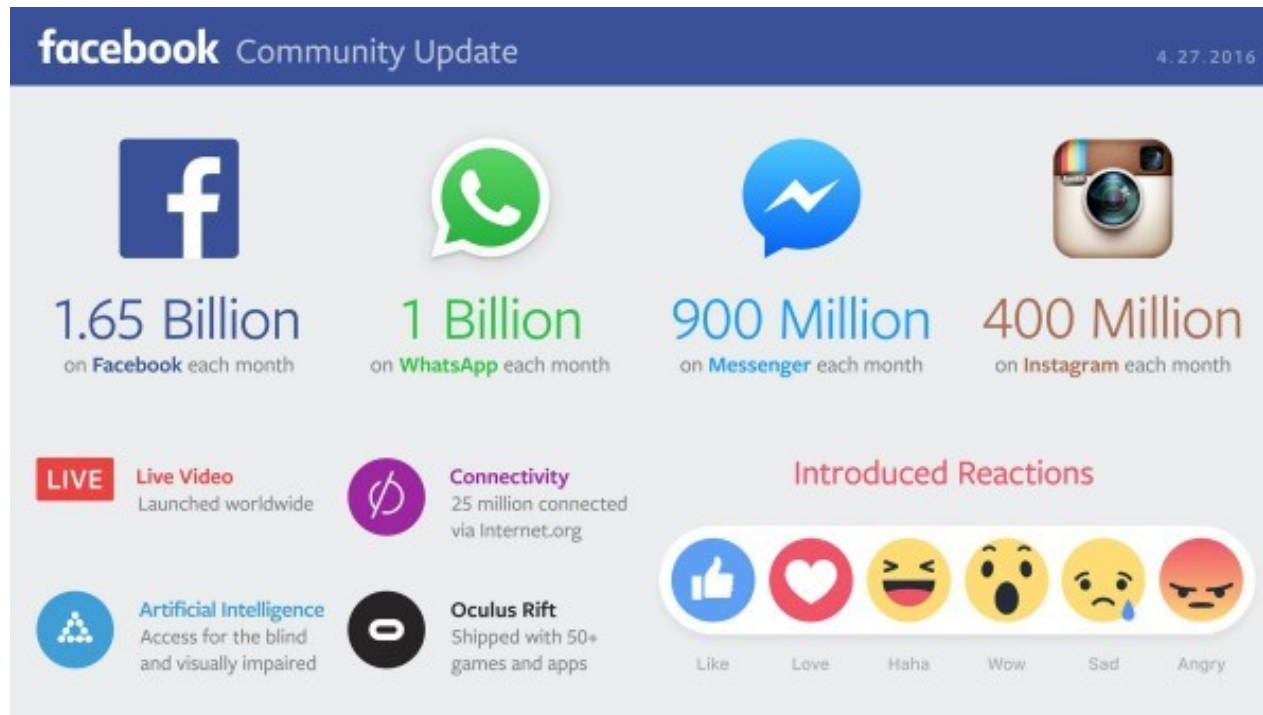 facebook Community Update
4.27.2016
1.65 Billion
on Facebook each month
1 Billion
on WhatsApp each month
900 Million
on Messenger each month
400 Million
on Instagram each month
LIVE
Live Video
Launched worldwide
Connectivity
25 million connected
via Internet.org
Artificial Intelligence
Access for the blind
and visually impaired
Oculus Rift
Shipped with 50+
games and apps
Introduced Reactions
Like
Love
Haha
Wow
Sad
Angry